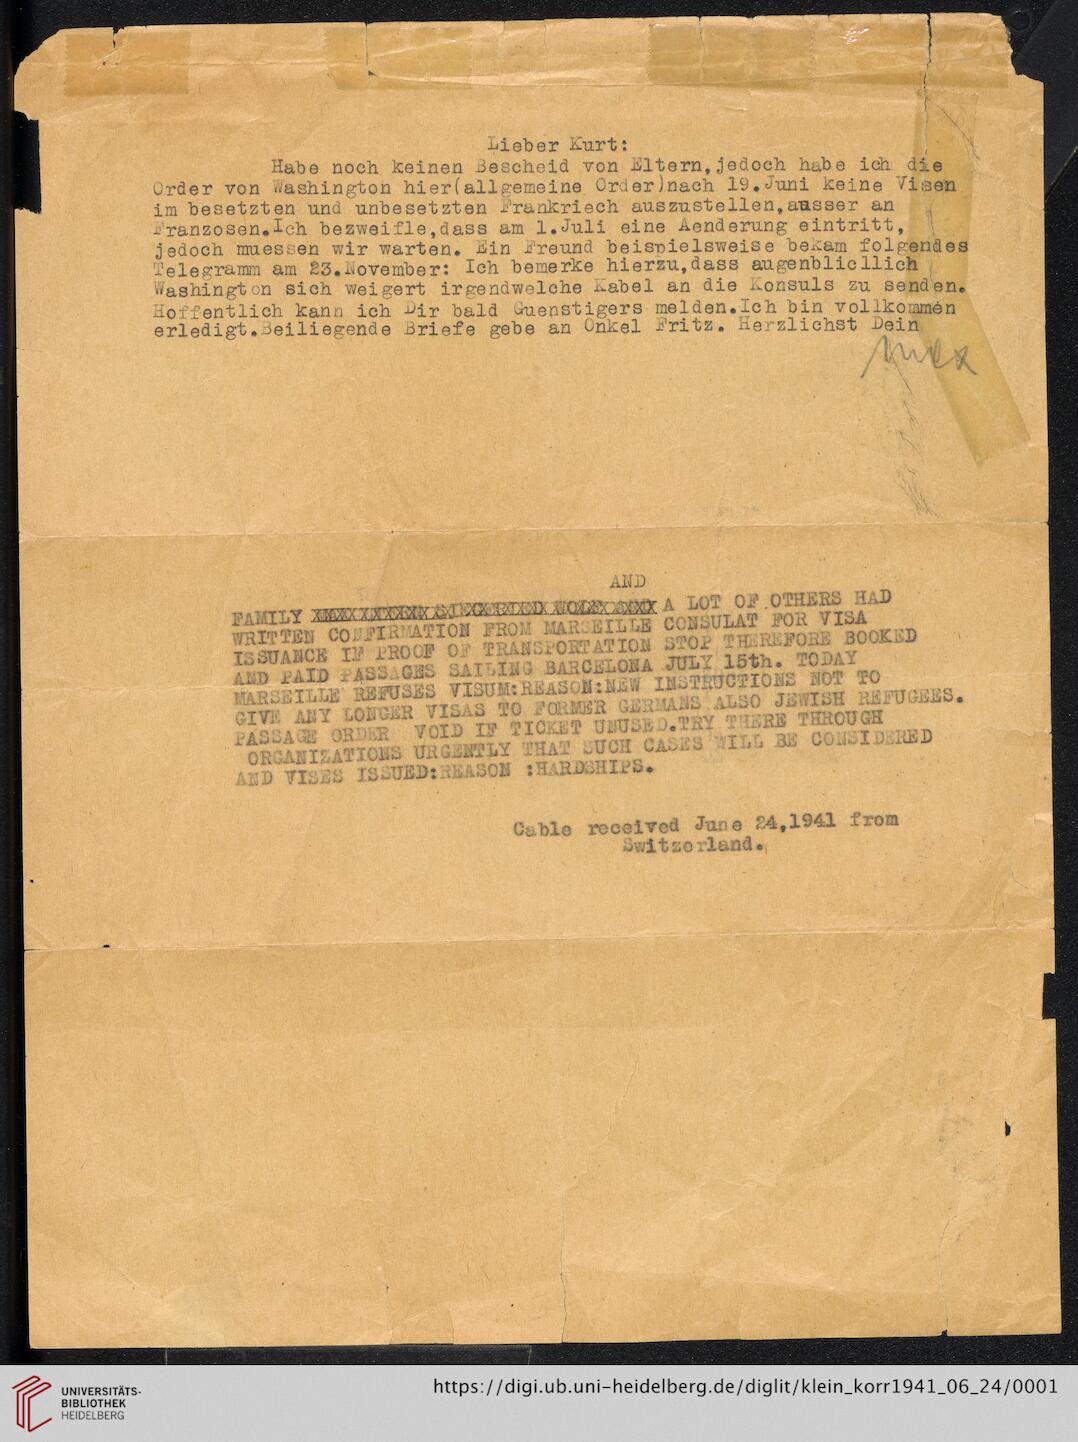 Lieber Kurt:
Habe noch keinen Bescheid von Eltern,jedoch habe ich die
Order von Washington hier(allgemeine Order)nach 19.Juni keine Visen
im besetzten und unbesetzten Frankriech auszustellen,ausser an
Franzosen.Ich bezweifle,dass am 1.Juli eine Aenderung eintritt,
jedoch muessen wir warten. Ein Freund beispielsweise bekam folgendes
Telegramm am 23.November: Ich bemerke hierzu,dass augenblicllich
Washington sich weigert irgendwelche Kabel an die Konsuls zu senden.
Hoffentlich kann ich Dir bald Guenstigers melden.Ich bin vollkommen
erledigt.Beiliegende Briefe gebe an Onkel Fritz. Herzlichst Dein
Max
AND
FAMILY A LOT OF OTHERS HAD
WRITTEN CONFIRMATION FROM MARSEILLE CONSULAT FOR VISA
ISSUANCE IF PROOF OF TRANSPORTATION STOP THEREFORE BOOKED
AND PAID PASSAGES SAILING BARCELONA JULY 15th. TODAY
MARSEILLE REFUSES VISUM:REASON:NEW INSTRUCTIONS NOT TO
GIVE ANY LONGER VISAS TO FORMER GERMANS ALSO JEWISH REFUGEES.
PASSAGE ORDER VOID IF TICKET UNUSED.TRY THERE THROUGH
ORGANIZATIONS URGENTLY THAT SUCH CASES WILL BE CONSIDERED
AND VISES ISSUED:REASON :HARDSHIPS.
Cable received June 24,1941 from
Switzerland.
UNIVERSITÄTS-
BIBLIOTHEK
HEIDELBERG
https://digi.ub.uni-heidelberg.de/diglit/klein_korr1941_06_24/0001